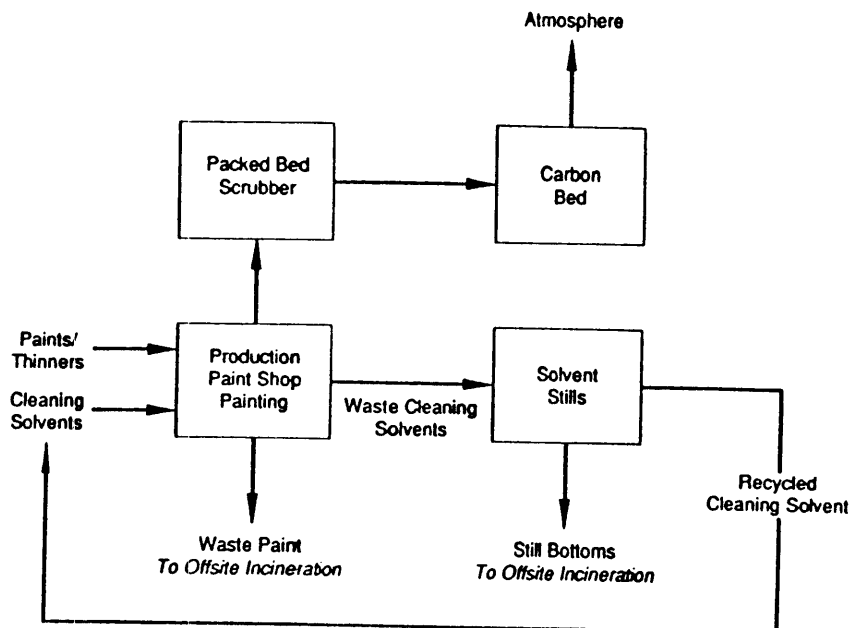 Atmosphere
Packed Bed
Scrubber
Carbon
Bed
Paints/
Thinners
Cleaning
Solvents
Production
Paint Shop
Painting
Waste Cleaning
Solvents
Solvent
Stills
Recycled
Cleaning Solvent
Waste Paint
To Offsite Incineration
Still Bottoms
To Offsite Incineration